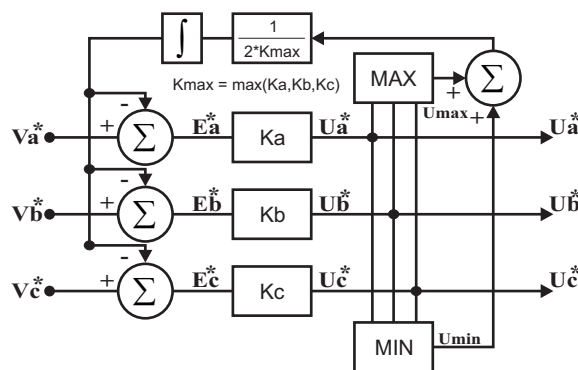 ∫
1
2*Kmax
Kmax = max(Ka,Kb,Kc)
MAX
Σ
+
Umax +
-
Va* + Σ Ea* Ka Ua* Ua*
-
Vb* + Σ Eb* Kb Ub* Ub*
-
Vc* + Σ Ec* Kc Uc* Uc*
MIN
Umin